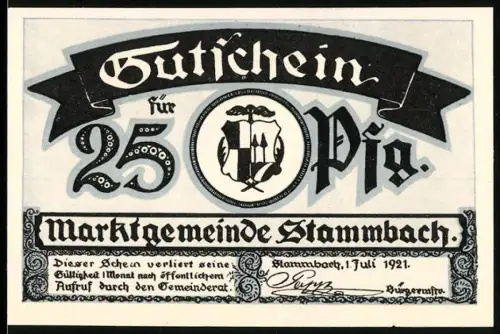 Gutschein
für
25 Pfg.
Marktgemeinde Stammbach.
Dieser Schein verliert seine
Gültigkeit 1 Monat nach öffentlichem
Aufruf durch den Gemeinderat.
Stammbach, 1. Juli 1921.
Bürgermstr.